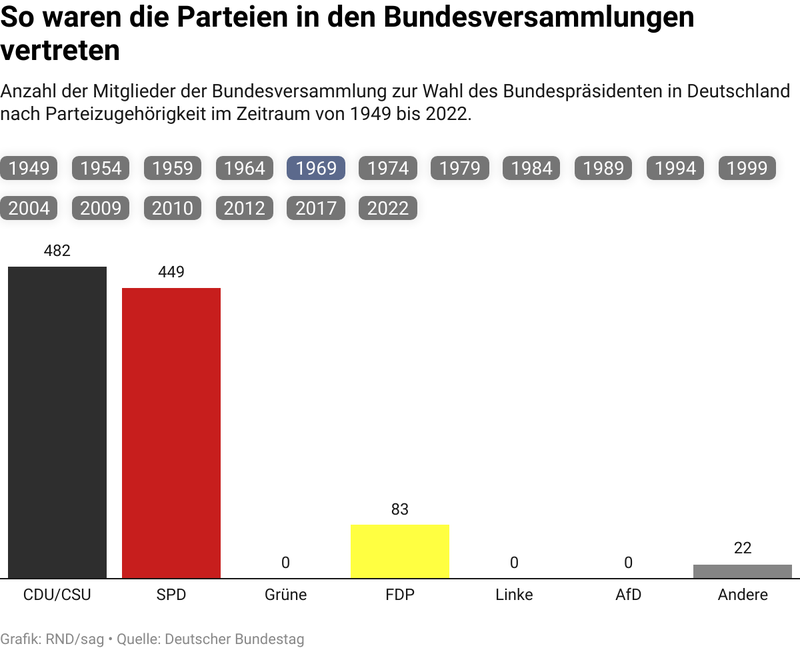 So waren die Parteien in den Bundesversammlungen
vertreten
Anzahl der Mitglieder der Bundesversammlung zur Wahl des Bundespräsidenten in Deutschland
nach Parteizugehörigkeit im Zeitraum von 1949 bis 2022.
1949 1954 1959 1964 1969 1974 1979 1984 1989 1994 1999
2004 2009 2010 2012 2017 2022
482
449
83
0 0 0 22
CDU/CSU SPD Grüne FDP Linke AfD Andere
Grafik: RND/sag • Quelle: Deutscher Bundestag